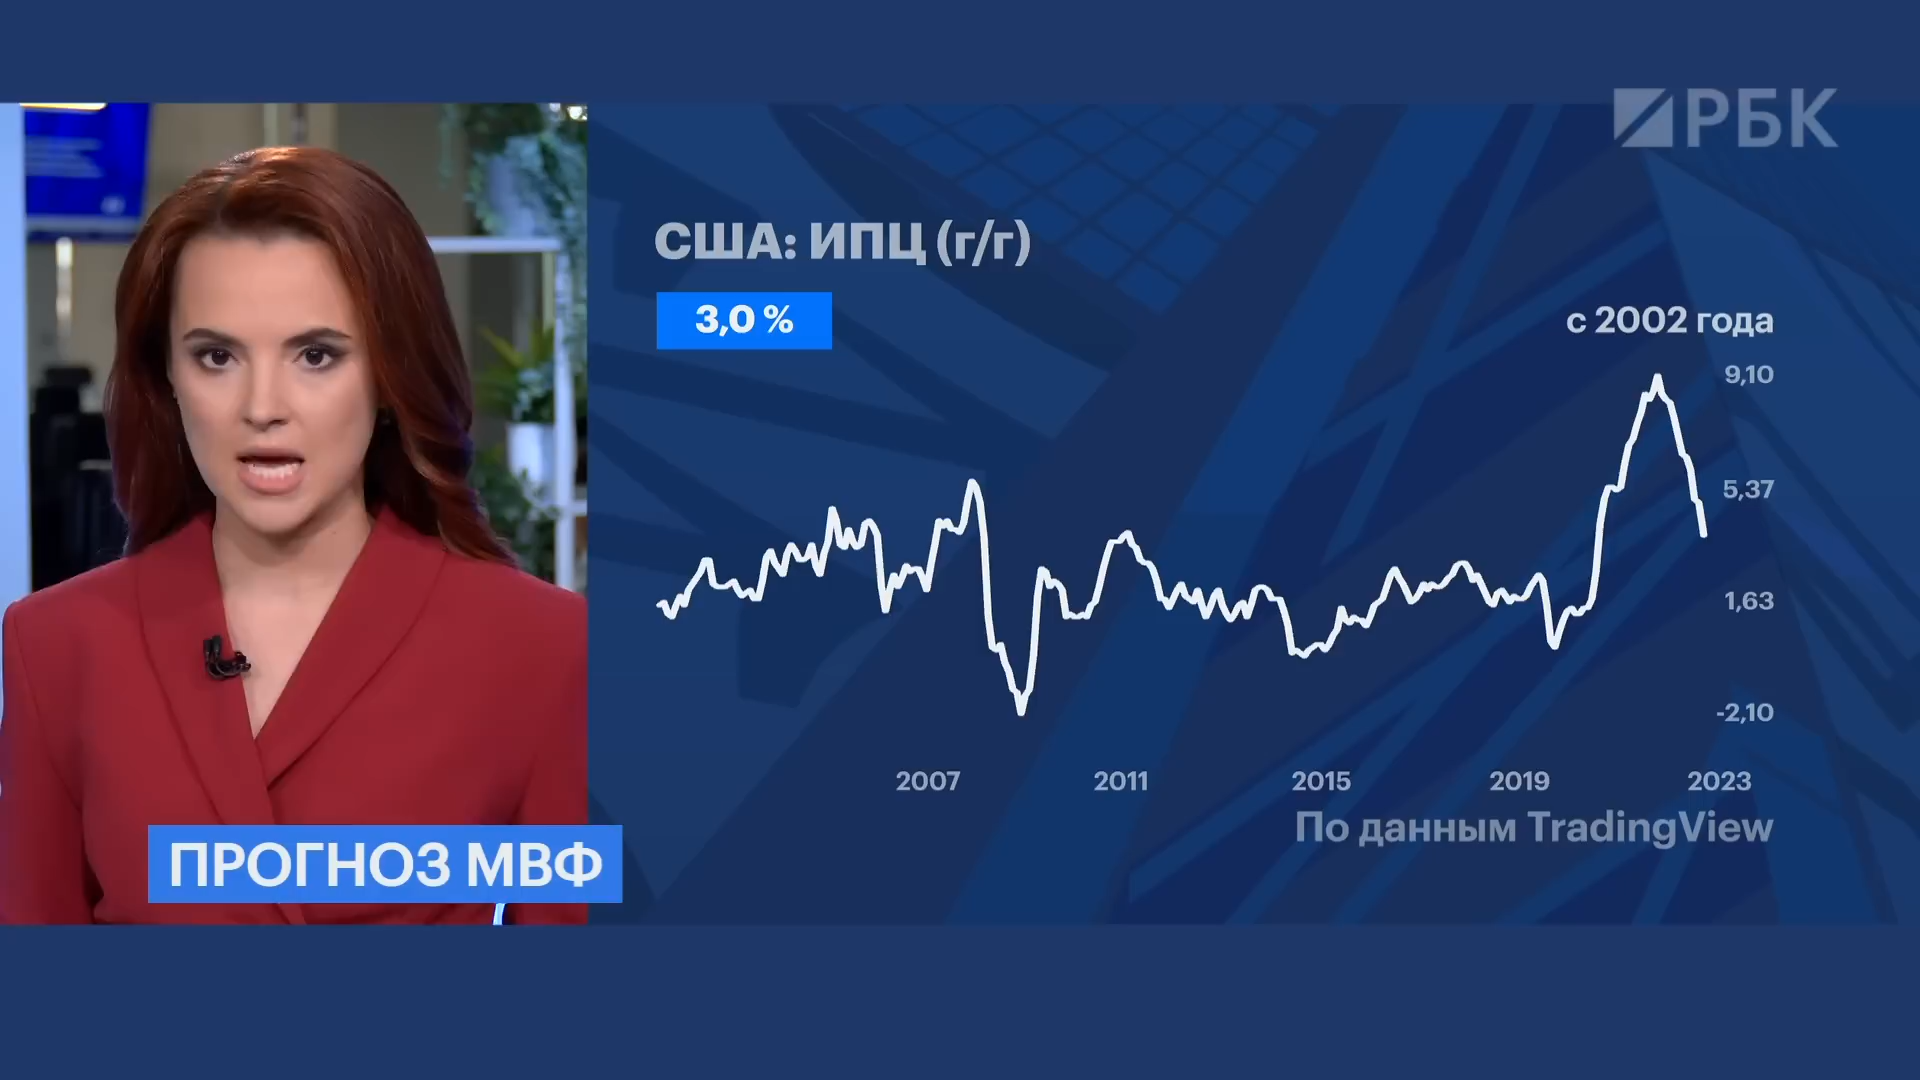 РБК
США: ИПЦ (г/г)
3,0 %
с 2002 года
9,10
5,37
1,63
-2,10
2007 2011 2015 2019 2023
По данным TradingView
ПРОГНОЗ МВФ